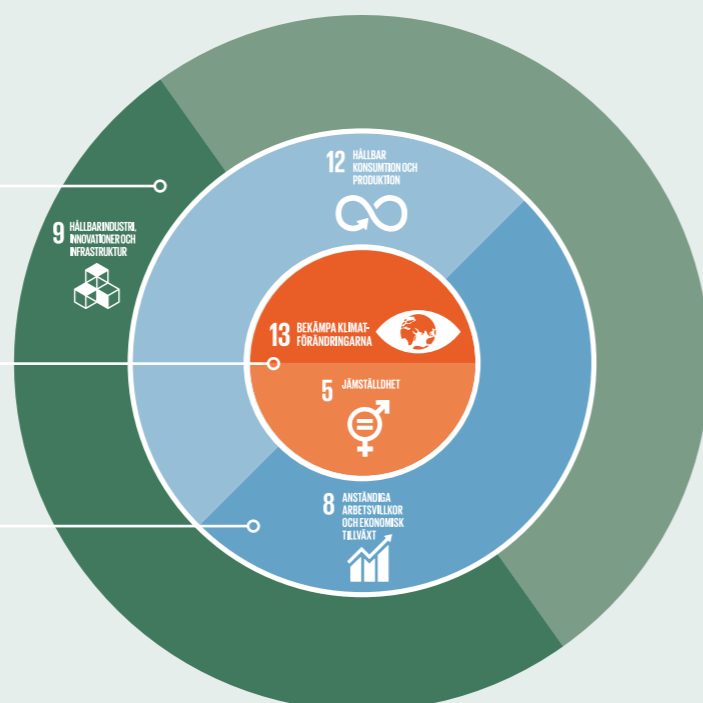 12 HÅLLBAR
KONSUMTION OCH
PRODUKTION
9 HÅLLBAR INDUSTRI,
INNOVATIONER OCH
INFRASTRUKTUR
13 BEKÄMPA KLIMAT-
FÖRÄNDRINGARNA
5 JÄMSTÄLLDHET
8 ANSTÄNDIGA
ARBETSVILLKOR
OCH EKONOMISK
TILLVÄXT